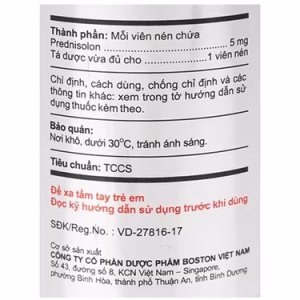 Thành phần: Mỗi viên nén chứa
Prednisolon 5 mg
Tá dược vừa đủ cho 1 viên nén
Chỉ định, cách dùng, chống chỉ định và các
thông tin khác: xem trong tờ hướng dẫn sử
dụng thuốc kèm theo.
Bảo quản:
Nơi khô, dưới 30°C, tránh ánh sáng.
Tiêu chuẩn: TCCS
Để xa tầm tay trẻ em
Đọc kỹ hướng dẫn sử dụng trước khi dùng
SĐK/Reg.No.: VD-27816-17
Cơ sở sản xuất
CÔNG TY CỔ PHẦN DƯỢC PHẨM BOSTON VIỆT NAM
Số 43, đường số 8, KCN Việt Nam – Singapore,
phường Bình Hòa, thành phố Thuận An, tỉnh Bình Dương